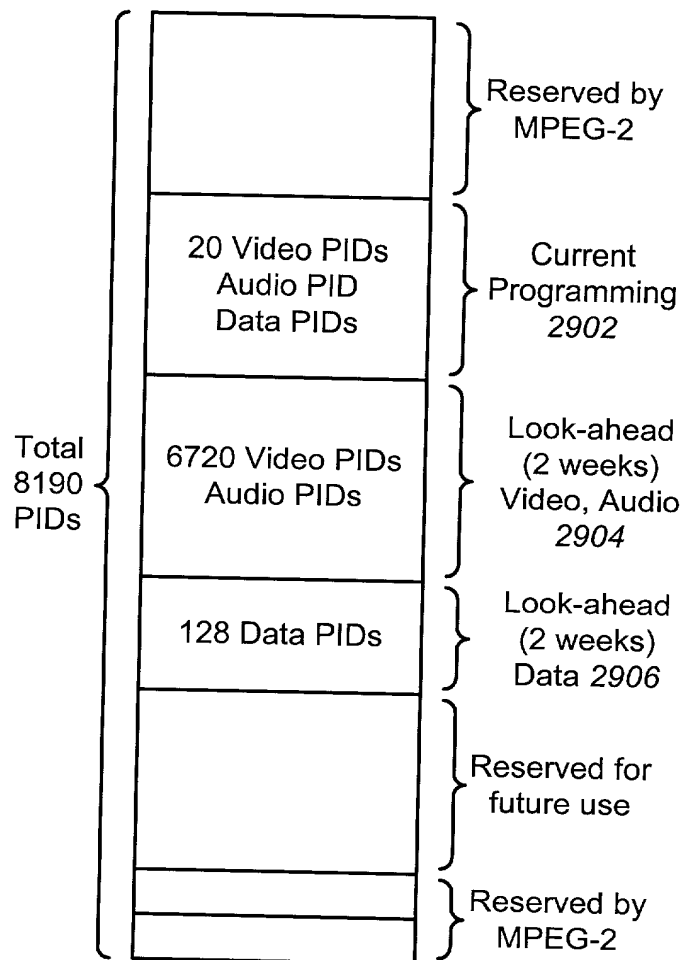 Reserved by
MPEG-2
20 Video PIDs
Audio PID
Data PIDs
Current
Programming
2902
Total
8190
PIDs
6720 Video PIDs
Audio PIDs
Look-ahead
(2 weeks)
Video, Audio
2904
128 Data PIDs
Look-ahead
(2 weeks)
Data 2906
Reserved for
future use
Reserved by
MPEG-2